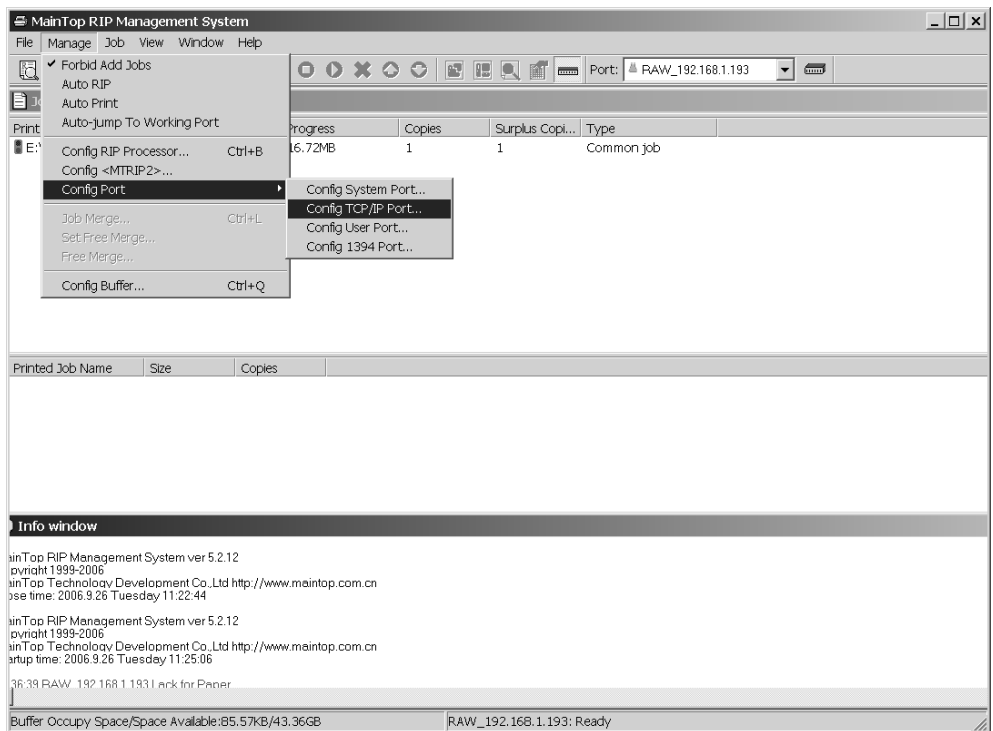 MainTop RIP Management System
File Manage Job View Window Help
✔ Forbid Add Jobs
Auto RIP
Auto Print
Auto-jump To Working Port
Config RIP Processor... Ctrl+B
Config <MTRIP2>...
Config Port
Job Merge... Ctrl+L
Set Free Merge...
Free Merge...
Config Buffer... Ctrl+Q
Config System Port...
Config TCP/IP Port...
Config User Port...
Config 1394 Port...
Port: RAW_192.168.1.193
Print Progress Copies Surplus Copi... Type
E:\ 16.72MB 1 1 Common job
Printed Job Name Size Copies
Info window
ainTop RIP Management System ver 5.2.12
opyright 1999-2006
ainTop Technology Development Co.,Ltd http://www.maintop.com.cn
ose time: 2006.9.26 Tuesday 11:22:44
ainTop RIP Management System ver 5.2.12
opyright 1999-2006
ainTop Technology Development Co.,Ltd http://www.maintop.com.cn
artup time: 2006.9.26 Tuesday 11:25:06
:36:39 RAW_192.168.1.193 Lack for Paper
Buffer Occupy Space/Space Available:85.57KB/43.36GB RAW_192.168.1.193: Ready